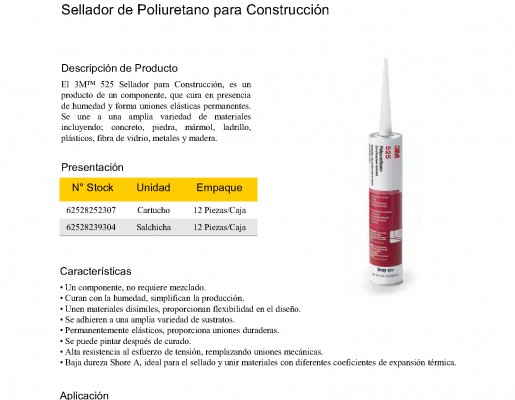 Sellador de Poliuretano para Construcción
Descripción de Producto
El 3M™ 525 Sellador para Construcción, es un
producto de un componente, que cura en presencia
de humedad y forma uniones elásticas permanentes.
Se une a una amplia variedad de materiales
incluyendo; concreto, piedra, mármol, ladrillo,
plásticos, fibra de vidrio, metales y madera.
Presentación
N° Stock Unidad Empaque
62528252307 Cartucho 12 Piezas/Caja
62528239304 Salchicha 12 Piezas/Caja
3M
525
Polyurethane
Características
• Un componente, no requiere mezclado.
• Curan con la humedad, simplifican la producción.
• Unen materiales disimiles, proporcionan flexibilidad en el diseño.
• Se adhieren a una amplia variedad de sustratos.
• Permanentemente elásticos, proporciona uniones duraderas.
• Se puede pintar después de curado.
• Alta resistencia al esfuerzo de tensión, remplazando uniones mecánicas.
• Baja dureza Shore A, ideal para el sellado y unir materiales con diferentes coeficientes de expansión térmica.
Aplicación